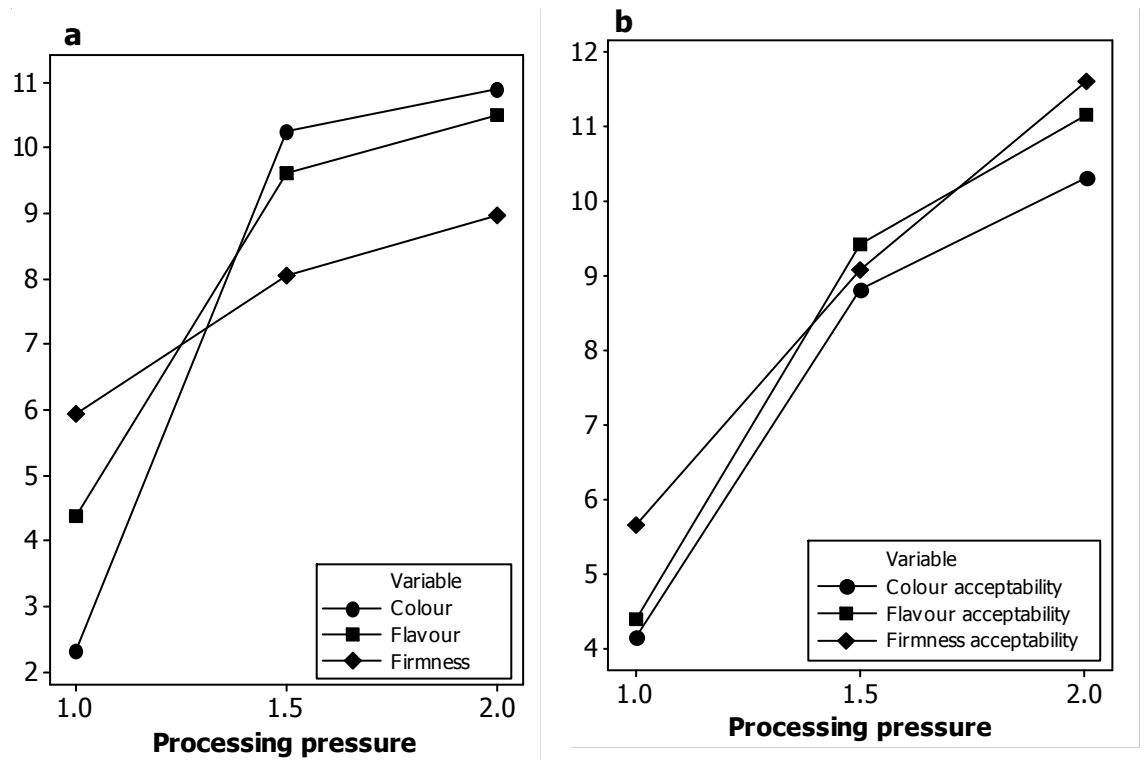 a
11
10
9
8
7
6
5
4
3
2
Variable
Colour
Flavour
Firmness
1.0 1.5 2.0
Processing pressure
b
12
11
10
9
8
7
6
5
4
Variable
Colour acceptability
Flavour acceptability
Firmness acceptability
1.0 1.5 2.0
Processing pressure